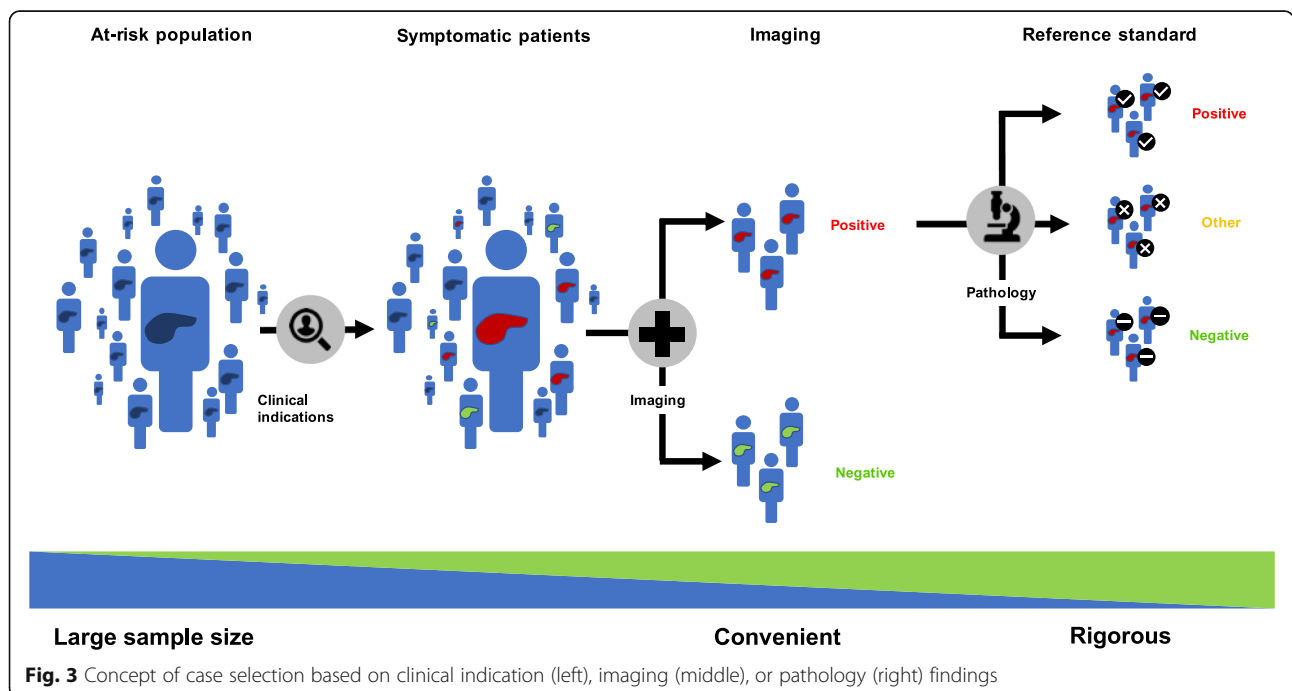 At-risk population
Symptomatic patients
Imaging
Reference standard
Positive
Positive
Other
Pathology
Negative
Clinical
indications
Imaging
Negative
Large sample size
Convenient
Rigorous
Fig. 3 Concept of case selection based on clinical indication (left), imaging (middle), or pathology (right) findings